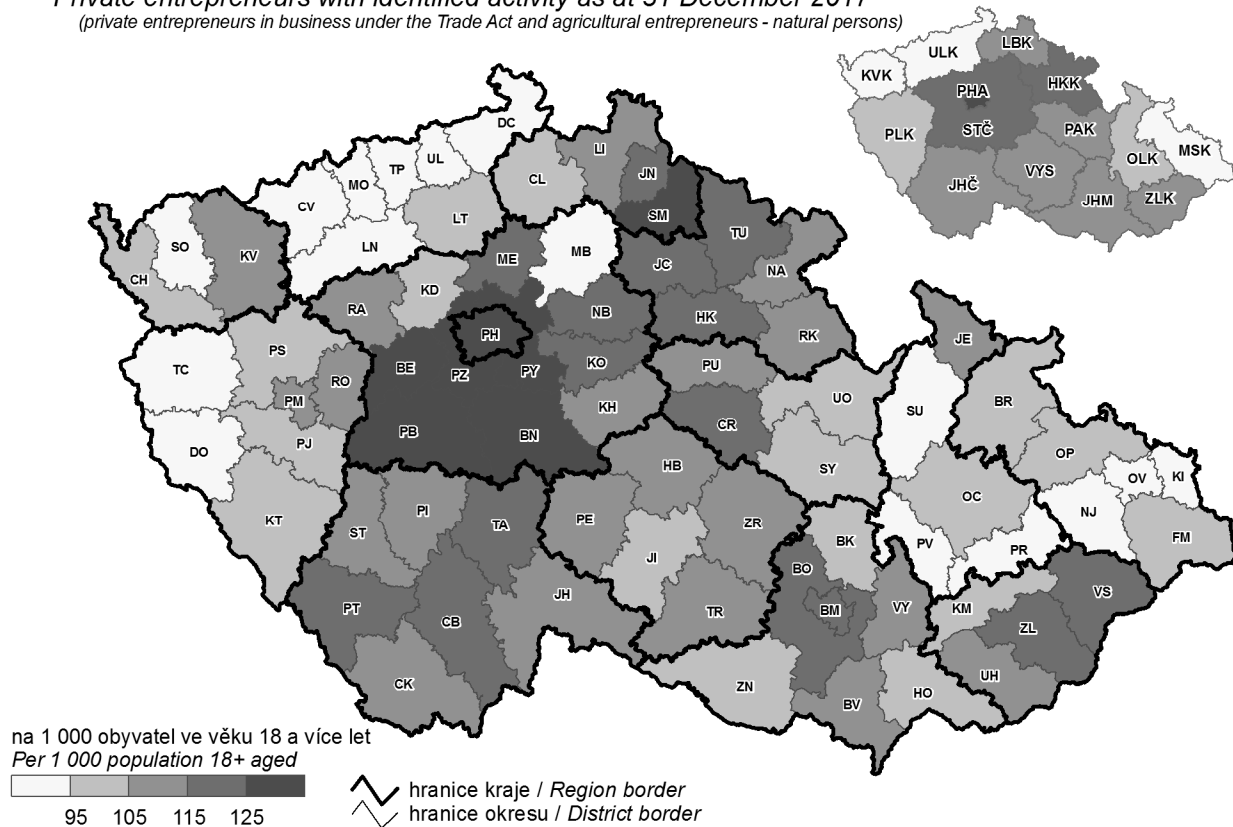 Private entrepreneurs with identified activity as at 31 December 2017
(private entrepreneurs in business under the Trade Act and agricultural entrepreneurs - natural persons)
LBK
ULK
KVK
HKK
PHA
STČ
PAK
PLK
MSK
OLK
VYS
JHČ
JHM
ZLK
DC
LI
UL
TP
JN
MO
CL
CV
SM
LT
TU
SO
LN
MB
KV
ME
JC
NA
CH
KD
RA
NB
HK
PH
RK
JE
PS
KO
PU
TC
BE
PZ
PY
RO
PM
UO
BR
KH
SU
CR
PB
BN
PJ
DO
OP
HB
SY
OV
KI
OC
PI
NJ
KT
PE
ZR
TA
ST
FM
BK
PV
PR
JI
BO
VS
JH
PT
BM
VY
KM
TR
CB
ZL
UH
CK
ZN
HO
BV
na 1 000 obyvatel ve věku 18 a více let
Per 1 000 population 18+ aged
95 105 115 125
hranice kraje / Region border
hranice okresu / District border